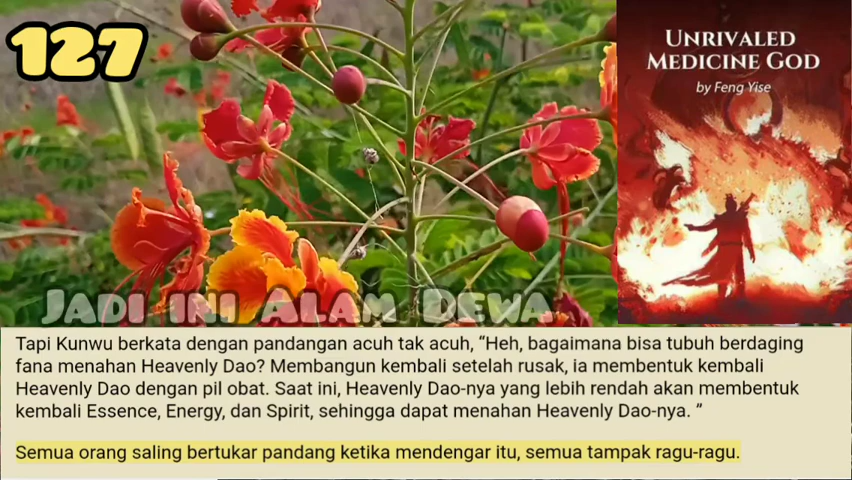 127
UNRIVALED
MEDICINE GOD
by Feng Yise
JADI INI ALAM DEWA
Tapi Kunwu berkata dengan pandangan acuh tak acuh, “Heh, bagaimana bisa tubuh berdaging
fana menahan Heavenly Dao? Membangun kembali setelah rusak, ia membentuk kembali
Heavenly Dao dengan pil obat. Saat ini, Heavenly Dao-nya yang lebih rendah akan membentuk
kembali Essence, Energy, dan Spirit, sehingga dapat menahan Heavenly Dao-nya. “
Semua orang saling bertukar pandang ketika mendengar itu, semua tampak ragu-ragu.